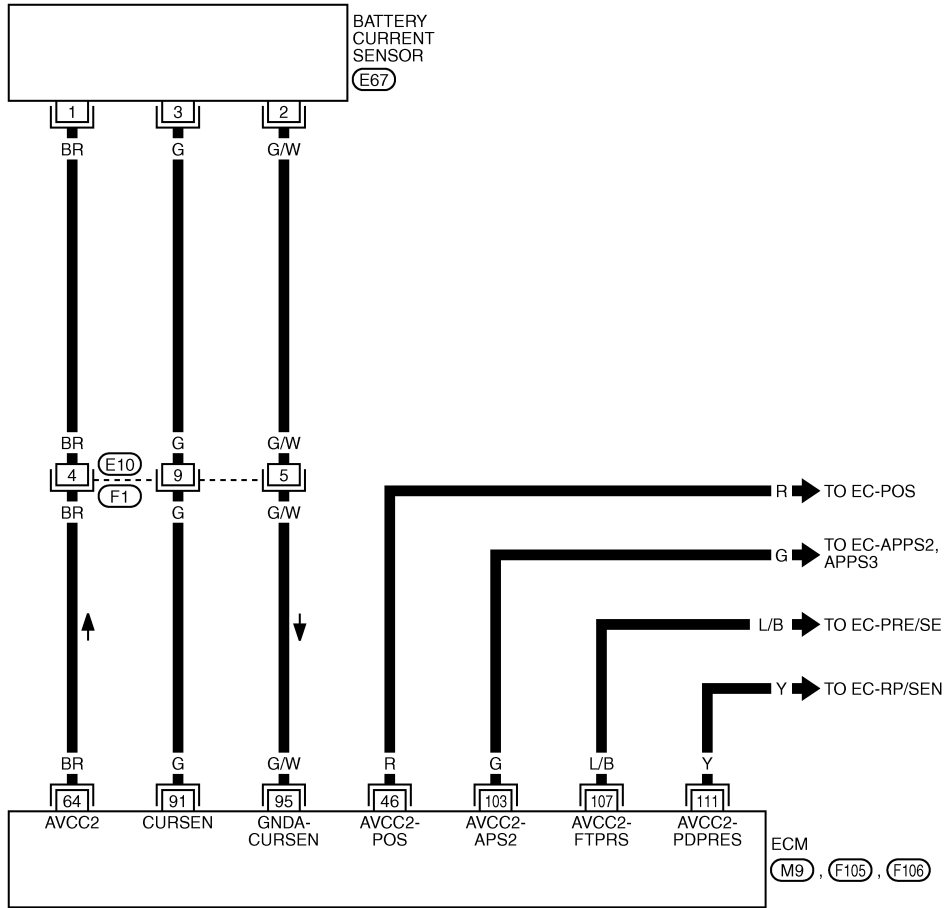 BATTERY
CURRENT
SENSOR
E67
1 3 2
BR G G/W
BR G G/W
4 E10 9 5
F1
BR G G/W
R TO EC-POS
G TO EC-APPS2,
APPS3
L/B TO EC-PRE/SE
Y TO EC-RP/SEN
BR G G/W R G L/B Y
64 91 95 46 103 107 111
AVCC2 CURSEN GNDA- AVCC2- AVCC2- AVCC2- AVCC2-
CURSEN POS APS2 FTPRS PDPRES
ECM
M9 , F105 , F106